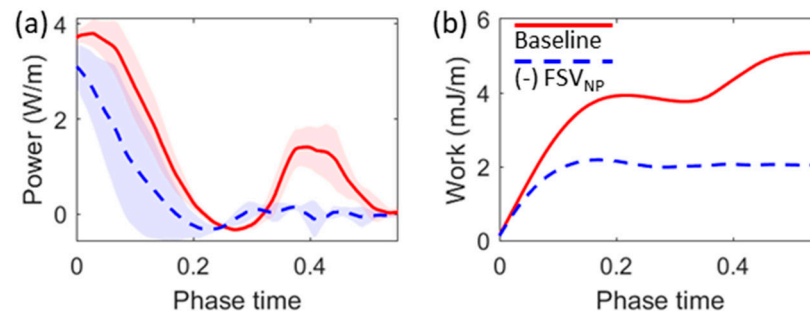 (a)
4
2
0
Power (W/m)
0
0.2
0.4
Phase time
(b)
Baseline
(-) FSV_NP
6
4
2
0
Work (mJ/m)
0
0.2
0.4
Phase time